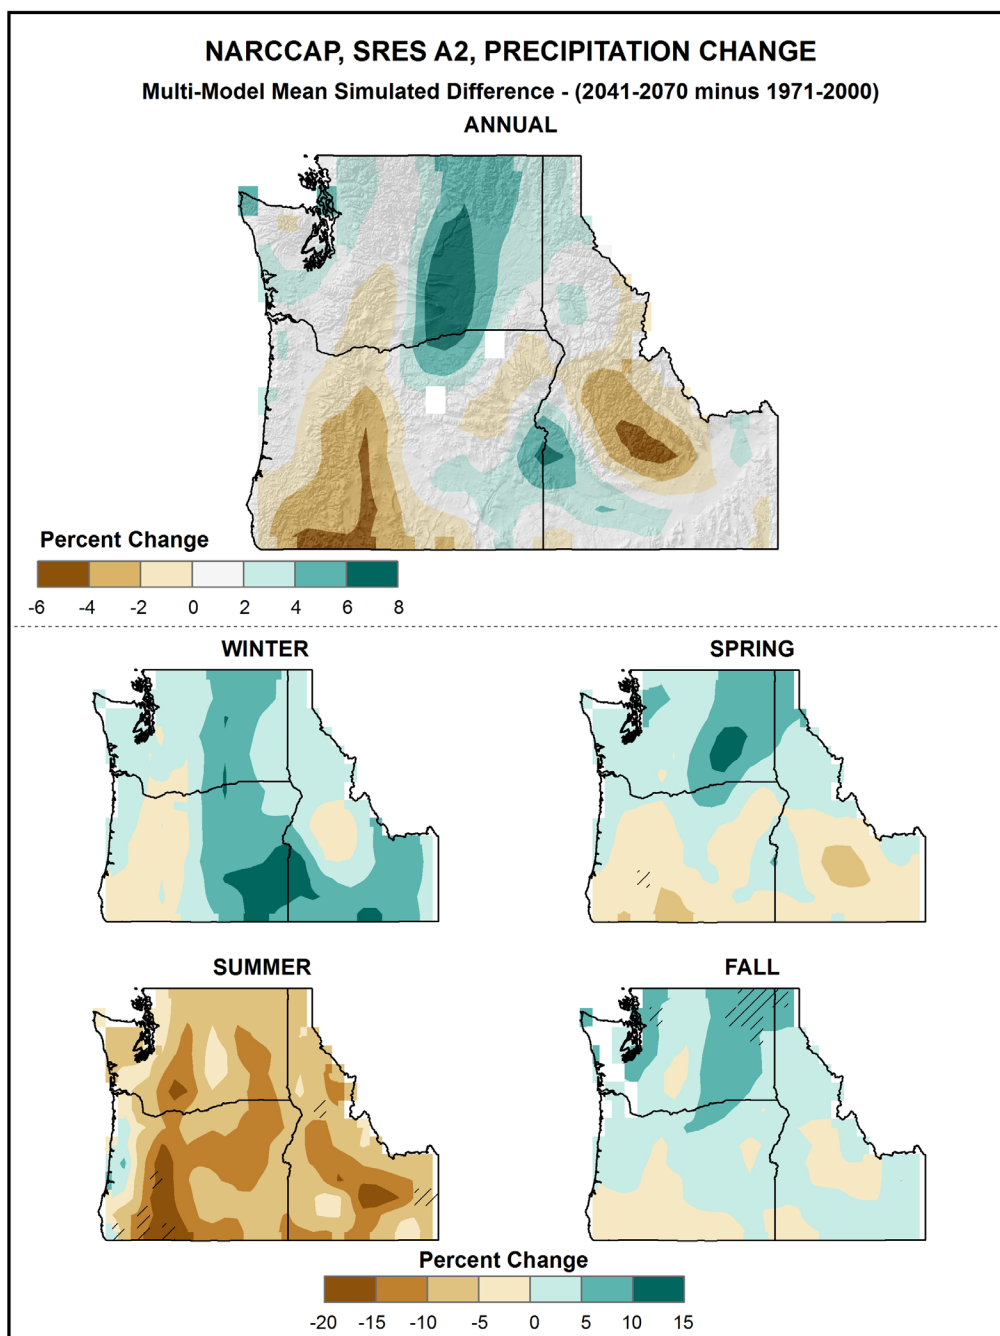 NARCCAP, SRES A2, PRECIPITATION CHANGE
Multi-Model Mean Simulated Difference - (2041-2070 minus 1971-2000)
ANNUAL
Percent Change
-6 -4 -2 0 2 4 6 8
WINTER SPRING
SUMMER FALL
Percent Change
-20 -15 -10 -5 0 5 10 15